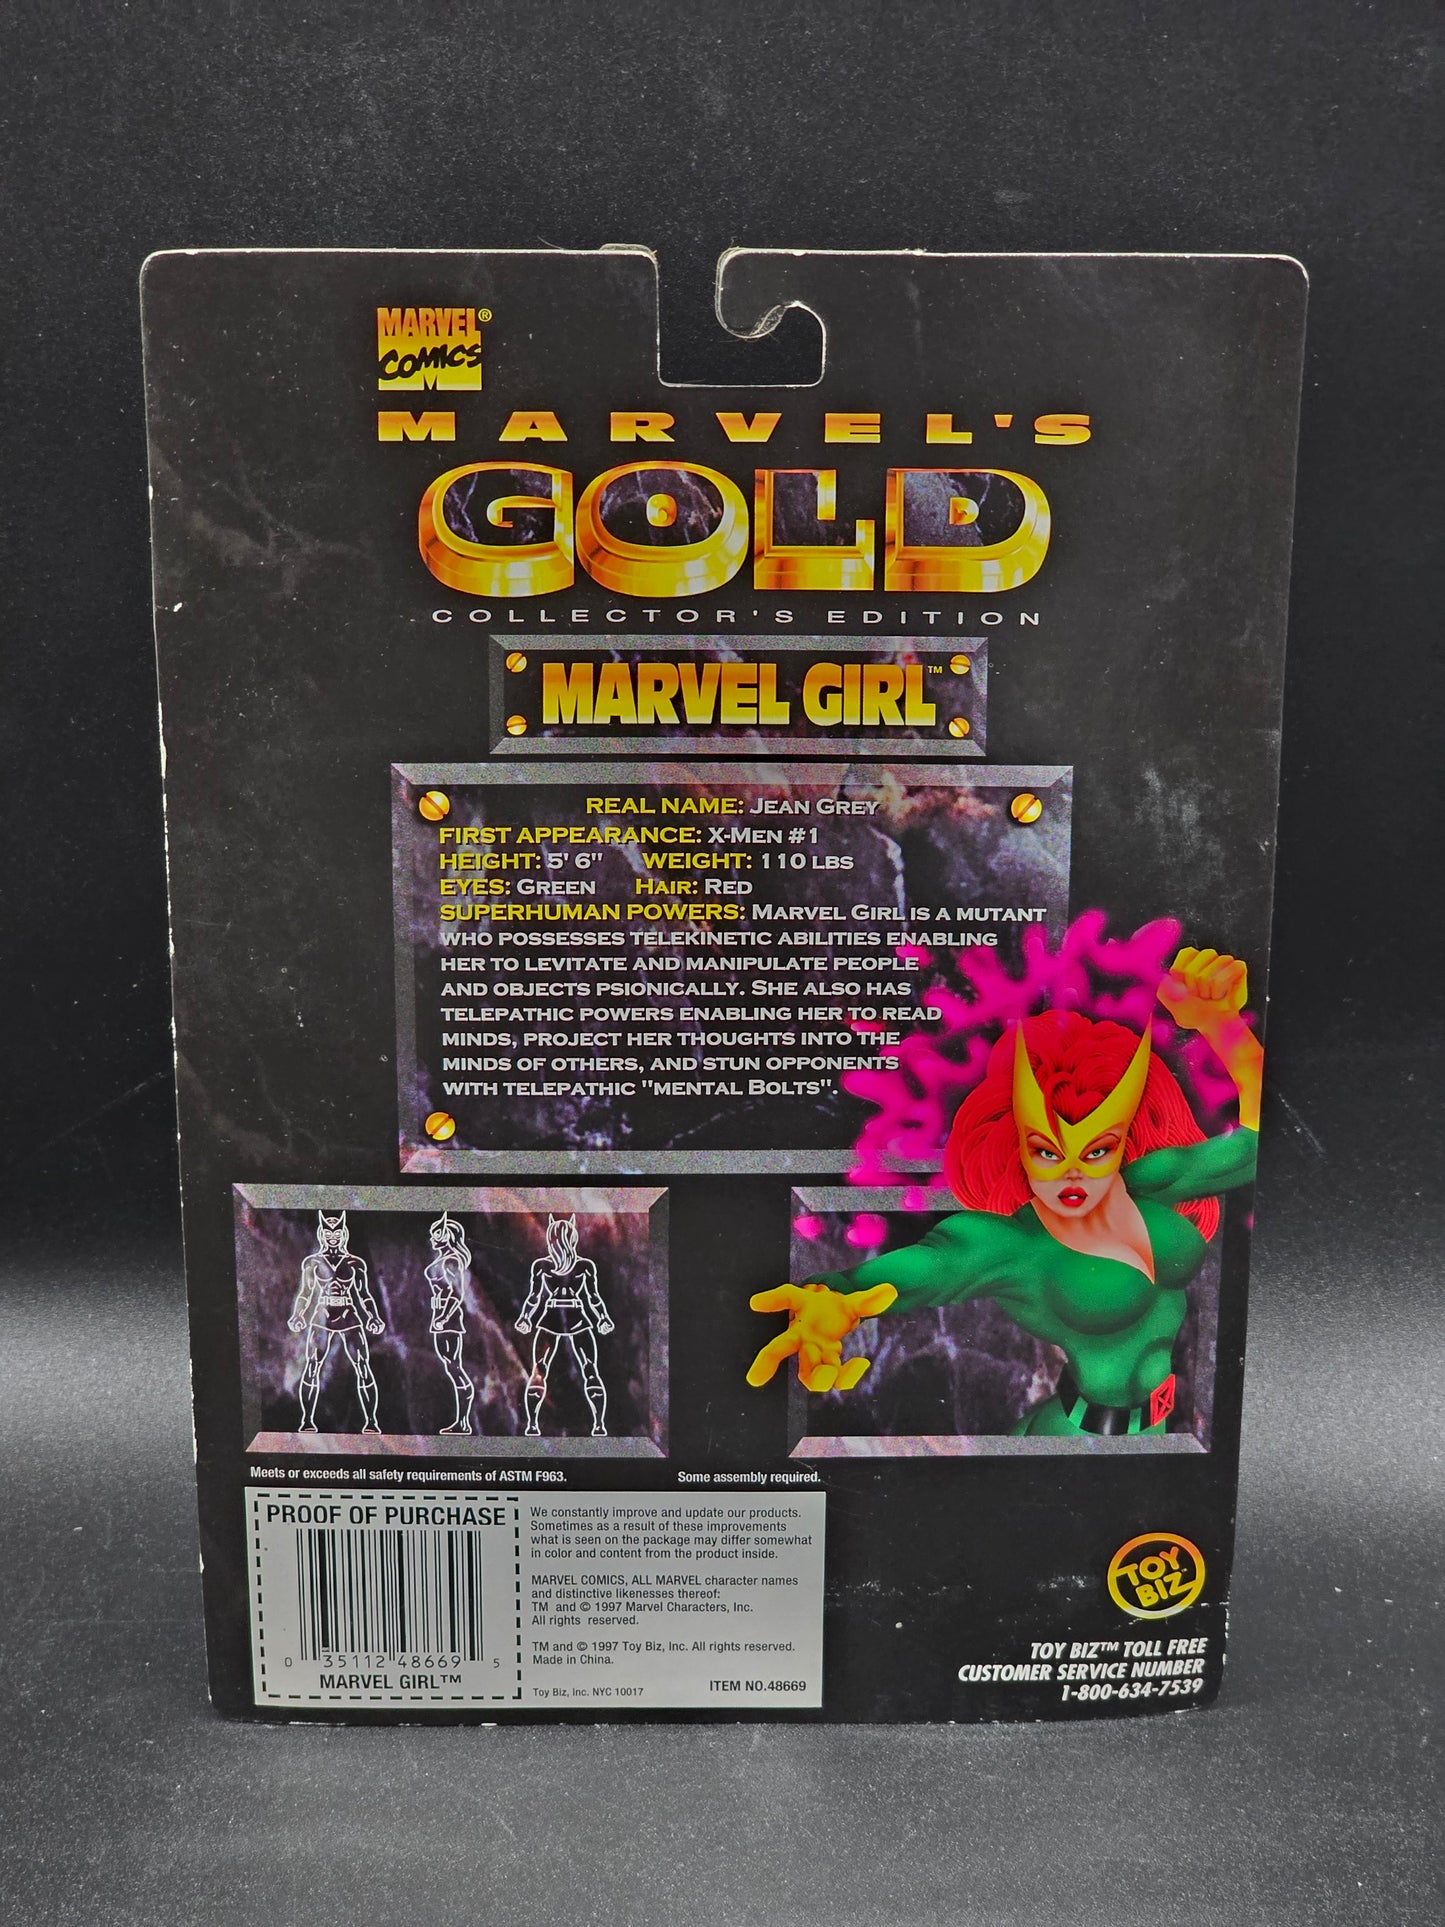 MARVEL®
COMICS
MARVEL'S
GOLD
COLLECTOR'S EDITION
MARVEL GIRL™
REAL NAME: JEAN GREY
FIRST APPEARANCE: X-MEN #1
HEIGHT: 5' 6" WEIGHT: 110 LBS
EYES: GREEN HAIR: RED
SUPERHUMAN POWERS: MARVEL GIRL IS A MUTANT
WHO POSSESSES TELEKINETIC ABILITIES ENABLING
HER TO LEVITATE AND MANIPULATE PEOPLE
AND OBJECTS PSIONICALLY. SHE ALSO HAS
TELEPATHIC POWERS ENABLING HER TO READ
MINDS, PROJECT HER THOUGHTS INTO THE
MINDS OF OTHERS, AND STUN OPPONENTS
WITH TELEPATHIC "MENTAL BOLTS".
Meets or exceeds all safety requirements of ASTM F963.
Some assembly required.
PROOF OF PURCHASE
0 35112 48669 5
MARVEL GIRL™
We constantly improve and update our products.
Sometimes as a result of these improvements
what is seen on the package may differ somewhat
in color and content from the product inside.
MARVEL COMICS, ALL MARVEL character names
and distinctive likenesses thereof:
TM and © 1997 Marvel Characters, Inc.
All rights reserved.
TM and © 1997 Toy Biz, Inc. All rights reserved.
Made in China.
Toy Biz, Inc. NYC 10017
ITEM NO.48669
TOY
BIZ
TOY BIZ™ TOLL FREE
CUSTOMER SERVICE NUMBER
1-800-634-7539